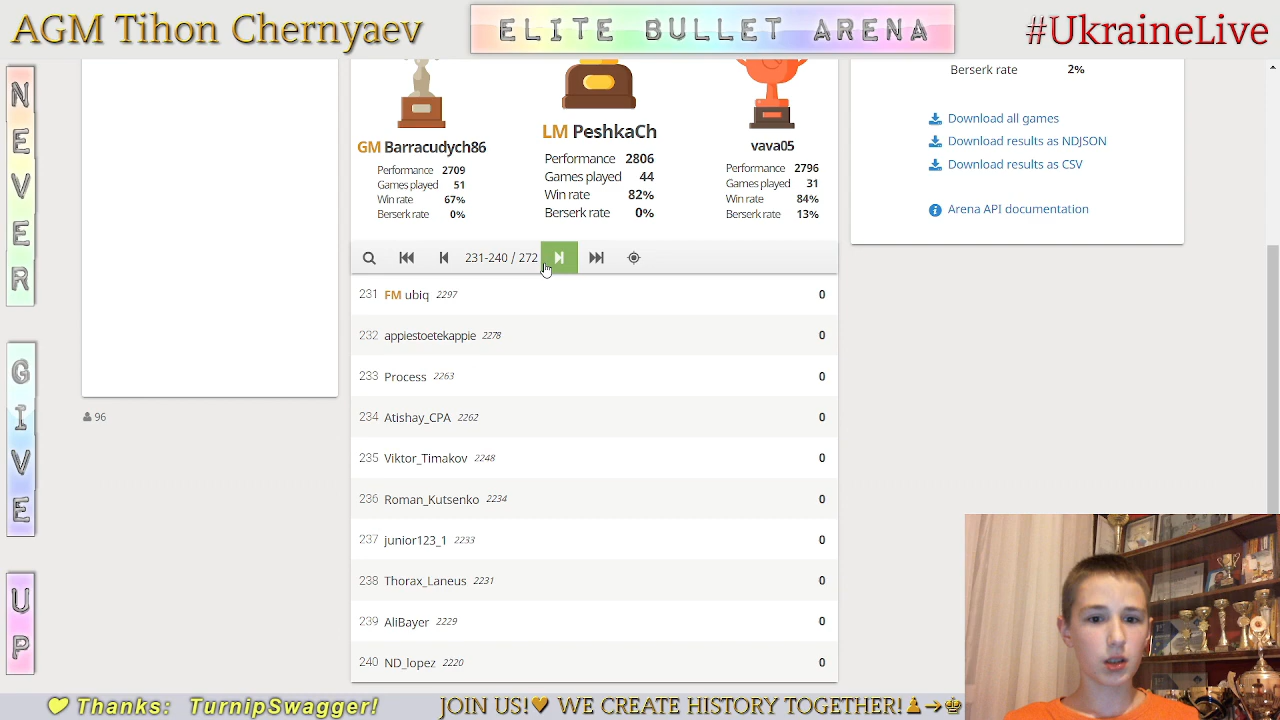 AGM Tihon Chernyaev
ELITE BULLET ARENA
#UkraineLive
NEVER
GIVE
UP
GM Barracudych86
Performance 2709
Games played 51
Win rate 67%
Berserk rate 0%
LM PeshkaCh
Performance 2806
Games played 44
Win rate 82%
Berserk rate 0%
vava05
Performance 2796
Games played 31
Win rate 84%
Berserk rate 13%
Berserk rate 2%
Download all games
Download results as NDJSON
Download results as CSV
Arena API documentation
231-240 / 272
231 FM ubiq 2297 0
232 appiestoetekappie 2278 0
233 Process 2263 0
234 Atishay_CPA 2262 0
235 Viktor_Timakov 2248 0
236 Roman_Kutsenko 2234 0
237 junior123_1 2233 0
238 Thorax_Laneus 2231 0
239 AliBayer 2229 0
240 ND_lopez 2220 0
96
Thanks: TurnipSwagger!
JOIN US!♥ WE CREATE HISTORY TOGETHER!♟→♚